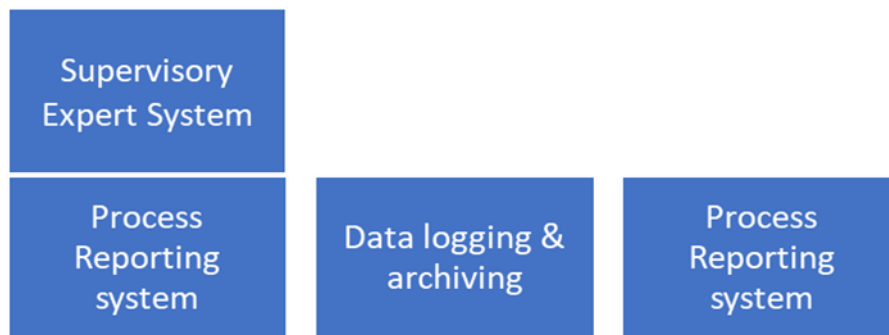 Supervisory
Expert System
Process
Reporting
system
Data logging &
archiving
Process
Reporting
system